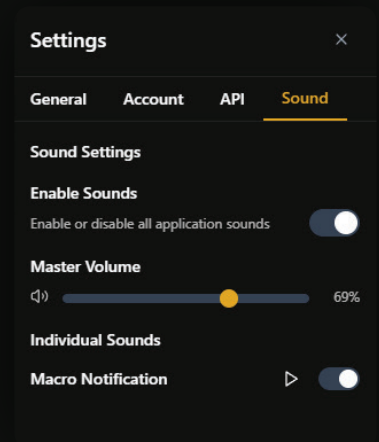 Settings
General Account API Sound
Sound Settings
Enable Sounds
Enable or disable all application sounds
Master Volume
69%
Individual Sounds
Macro Notification